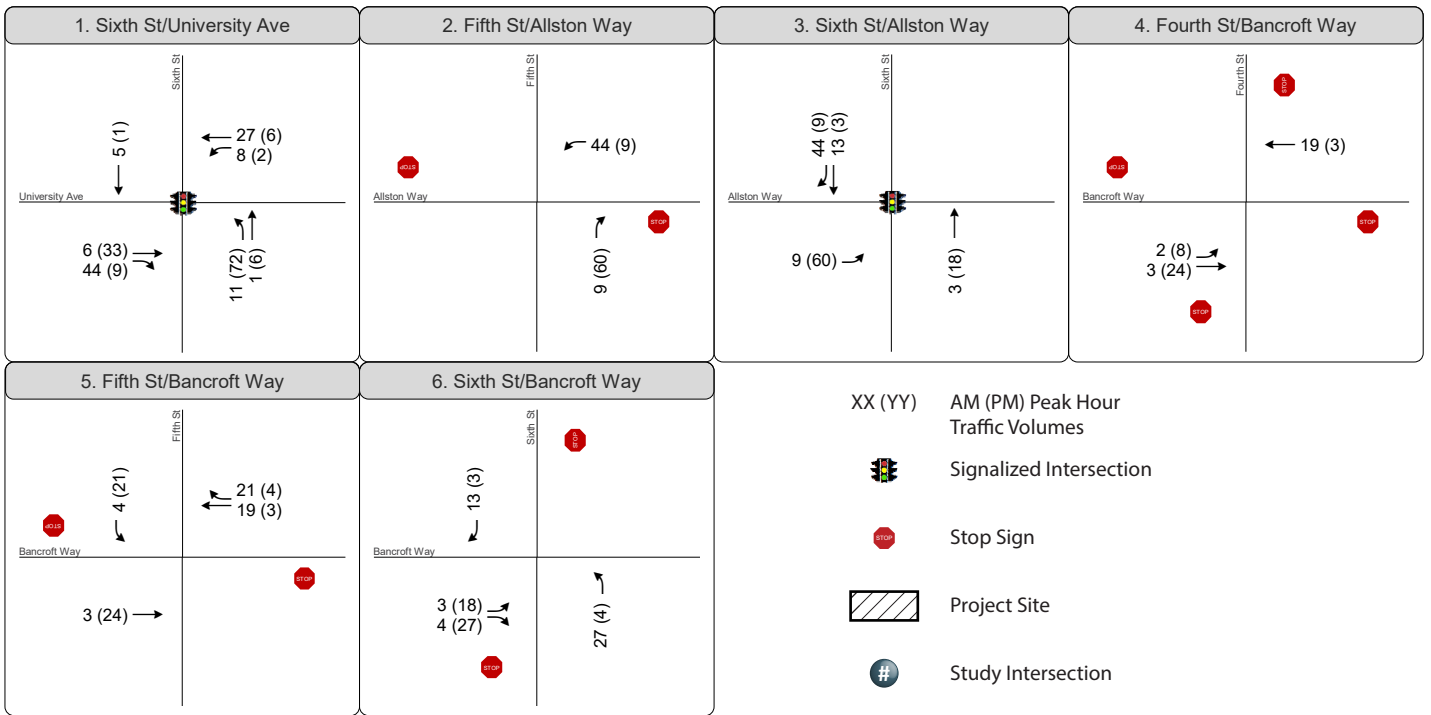 1. Sixth St/University Ave
Sixth St
5 (1)
27 (6)
8 (2)
University Ave
6 (33)
44 (9)
11 (72)
1 (6)
2. Fifth St/Allston Way
Fifth St
44 (9)
STOP
Allston Way
STOP
9 (60)
3. Sixth St/Allston Way
Sixth St
44 (9)
13 (3)
Allston Way
9 (60)
3 (18)
4. Fourth St/Bancroft Way
Fourth St
STOP
19 (3)
STOP
Bancroft Way
STOP
2 (8)
3 (24)
STOP
5. Fifth St/Bancroft Way
Fifth St
4 (21)
21 (4)
19 (3)
STOP
Bancroft Way
STOP
3 (24)
6. Sixth St/Bancroft Way
Sixth St
STOP
13 (3)
Bancroft Way
3 (18)
4 (27)
27 (4)
STOP
XX (YY)
AM (PM) Peak Hour
Traffic Volumes
Signalized Intersection
STOP
Stop Sign
Project Site
#
Study Intersection